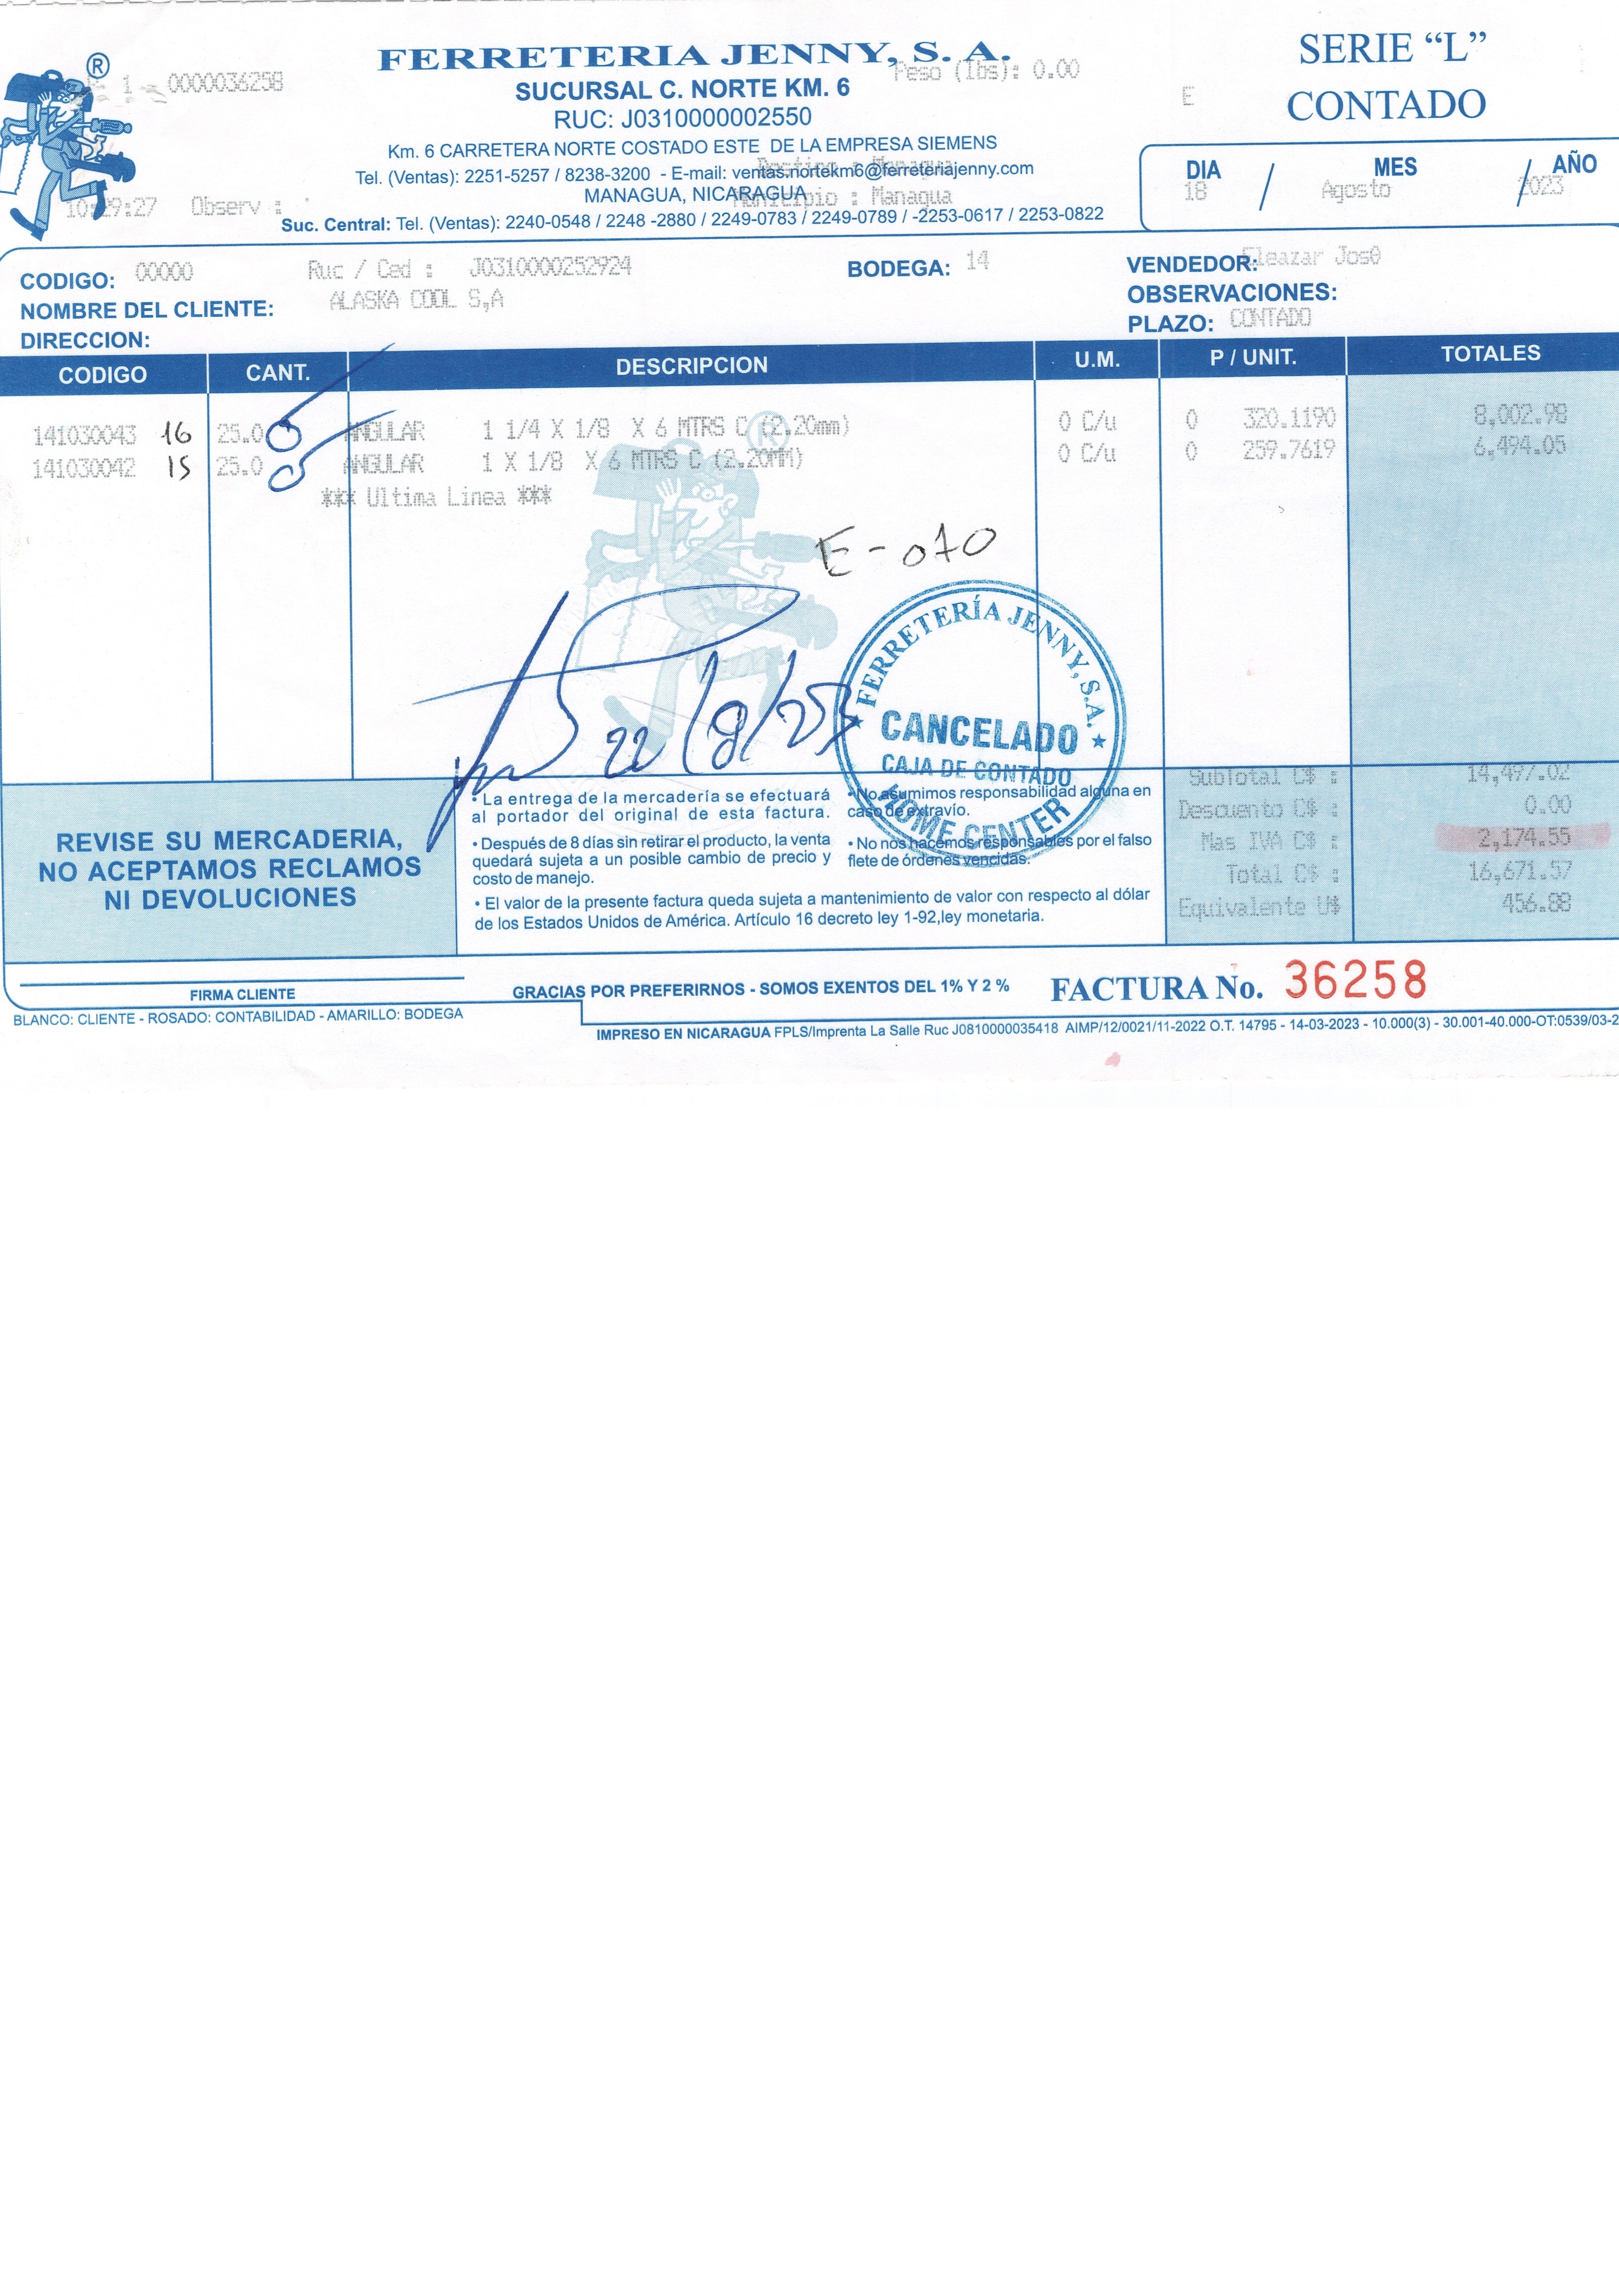 ®
1 - 0000036258
FERRETERIA JENNY, S. A.
Peso (lbs): 0.00
SERIE “L”
SUCURSAL C. NORTE KM. 6
E
CONTADO
RUC: J0310000002550
Km. 6 CARRETERA NORTE COSTADO ESTE DE LA EMPRESA SIEMENS
Destino : Managua
Tel. (Ventas): 2251-5257 / 8238-3200 - E-mail: ventas.nortekm6@ferreteriajenny.com
DIA / MES / AÑO
18 Agosto 2023
MANAGUA, NICARAGUA
Municipio : Managua
10:29:27 Observ :
Suc. Central: Tel. (Ventas): 2240-0548 / 2248 -2880 / 2249-0783 / 2249-0789 / -2253-0617 / 2253-0822
CODIGO: 00000 Ruc / Ced : J0310000252924 BODEGA: 14 VENDEDOR: Eleazar José
NOMBRE DEL CLIENTE: ALASKA COOL S,A OBSERVACIONES:
DIRECCION: PLAZO: CONTADO
CODIGO CANT. DESCRIPCION U.M. P / UNIT. TOTALES
141030043 16 25.0 ANGULAR 1 1/4 X 1/8 X 6 MTRS C (2.20mm) 0 C/u 0 320.1190 8,002.98
141030042 15 25.0 ANGULAR 1 X 1/8 X 6 MTRS C (2.20MM) 0 C/u 0 259.7619 6,494.05
*** Ultima Linea ***
®
E-070
22/8/23
FERRETERÍA JENNY, S.A.
CANCELADO
CAJA DE CONTADO
HOME CENTER
SubTotal C$ : 14,497.02
Descuento C$ : 0.00
Mas IVA C$ : 2,174.55
Total C$ : 16,671.57
Equivalente U$ 456.88
REVISE SU MERCADERIA,
NO ACEPTAMOS RECLAMOS
NI DEVOLUCIONES
• La entrega de la mercadería se efectuará
al portador del original de esta factura.
• Después de 8 días sin retirar el producto, la venta
quedará sujeta a un posible cambio de precio y
costo de manejo.
• No asumimos responsabilidad alguna en
caso de extravío.
• No nos hacemos responsables por el falso
flete de órdenes vencidas.
• El valor de la presente factura queda sujeta a mantenimiento de valor con respecto al dólar
de los Estados Unidos de América. Artículo 16 decreto ley 1-92,ley monetaria.
FIRMA CLIENTE
GRACIAS POR PREFERIRNOS - SOMOS EXENTOS DEL 1% Y 2 %
FACTURA No. 36258
BLANCO: CLIENTE - ROSADO: CONTABILIDAD - AMARILLO: BODEGA
IMPRESO EN NICARAGUA FPLS/Imprenta La Salle Ruc J0810000035418 AIMP/12/0021/11-2022 O.T. 14795 - 14-03-2023 - 10.000(3) - 30.001-40.000-OT:0539/03-2